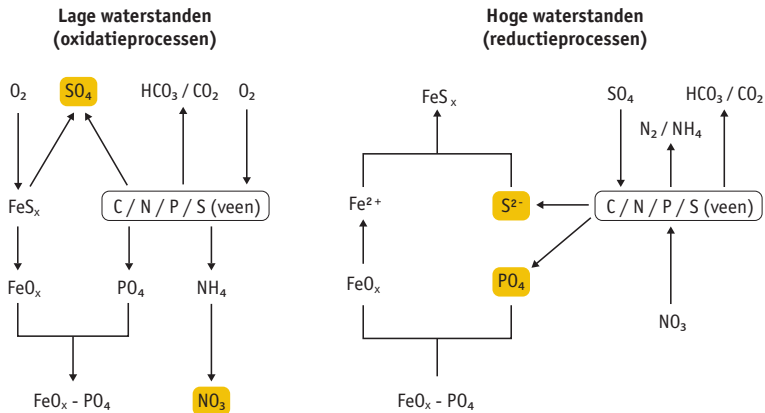 Lage waterstanden
(oxidatieprocessen)
O₂
SO₄
HCO₃ / CO₂
O₂
FeSₓ
C / N / P / S (veen)
FeOₓ
PO₄
NH₄
FeOₓ - PO₄
NO₃
Hoge waterstanden
(reductieprocessen)
FeSₓ
SO₄
HCO₃ / CO₂
N₂ / NH₄
Fe²⁺
S²⁻
C / N / P / S (veen)
FeOₓ
PO₄
NO₃
FeOₓ - PO₄